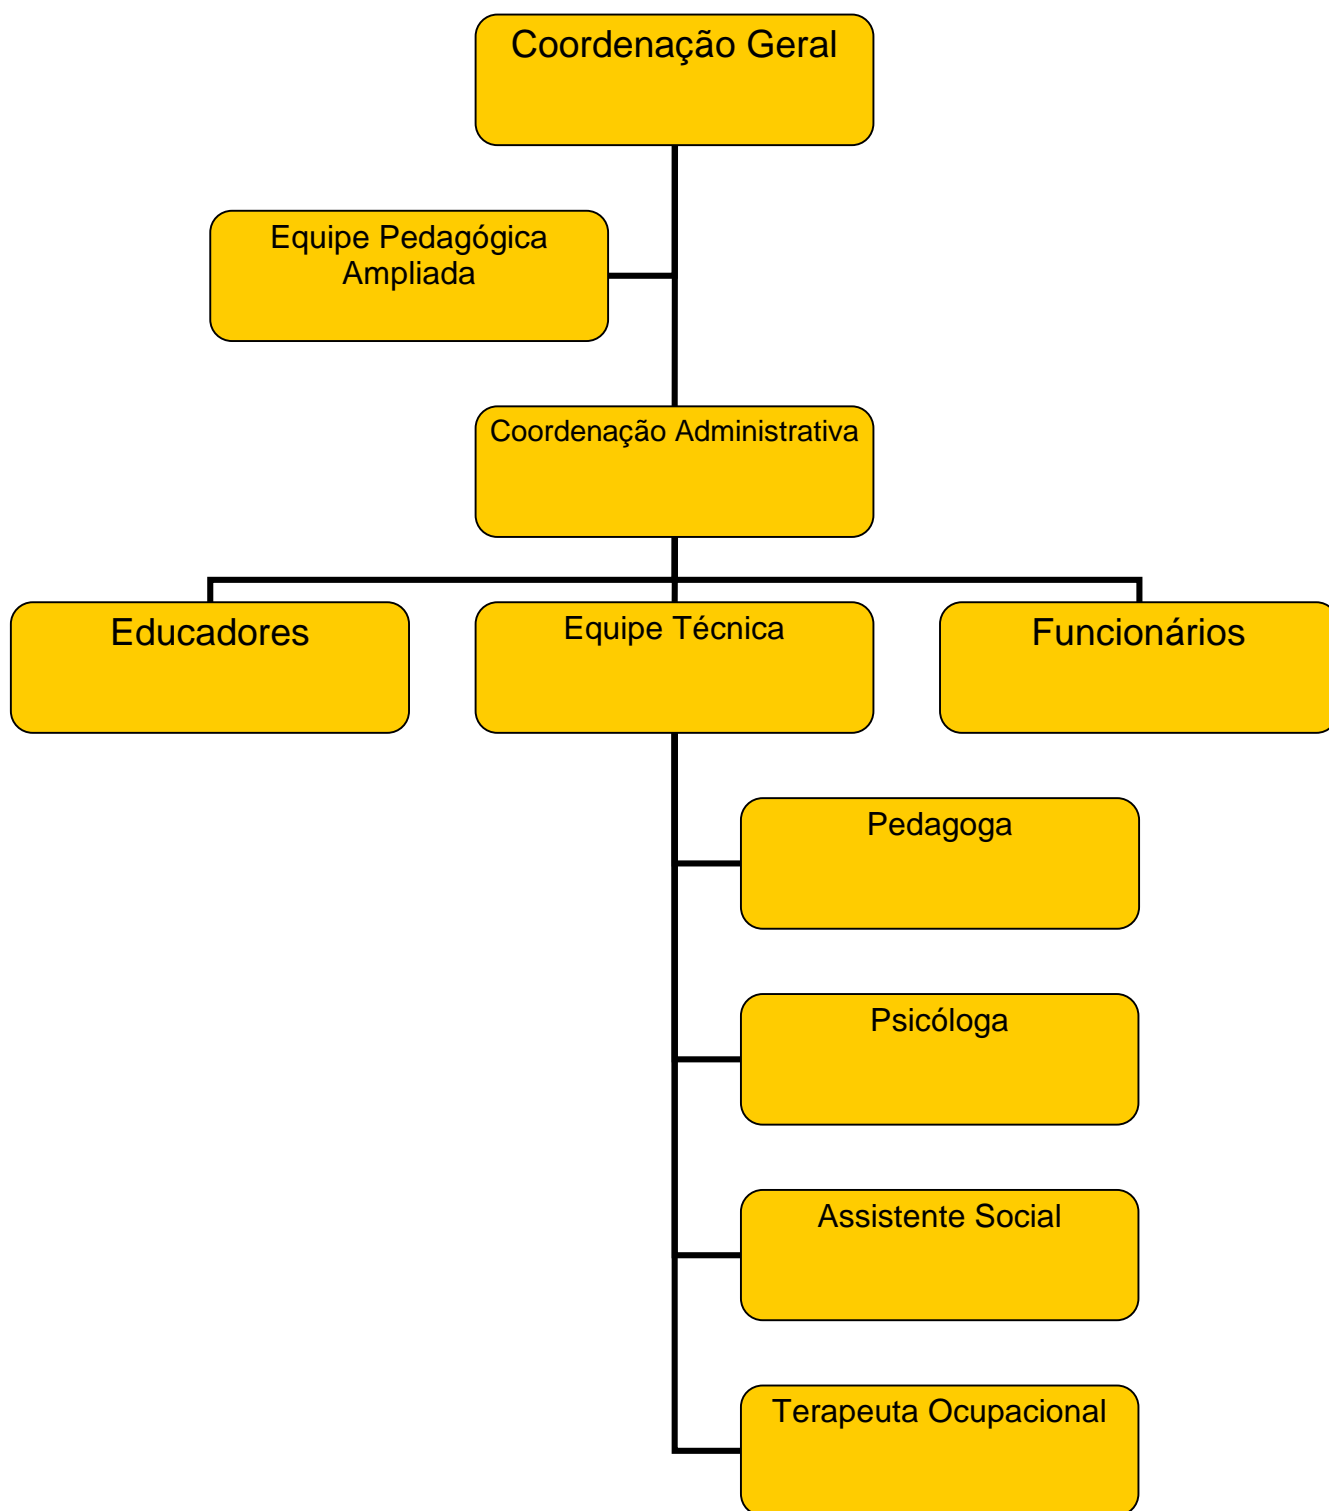 Coordenação Geral
Equipe Pedagógica
Ampliada
Coordenação Administrativa
Educadores
Equipe Técnica
Funcionários
Pedagoga
Psicóloga
Assistente Social
Terapeuta Ocupacional